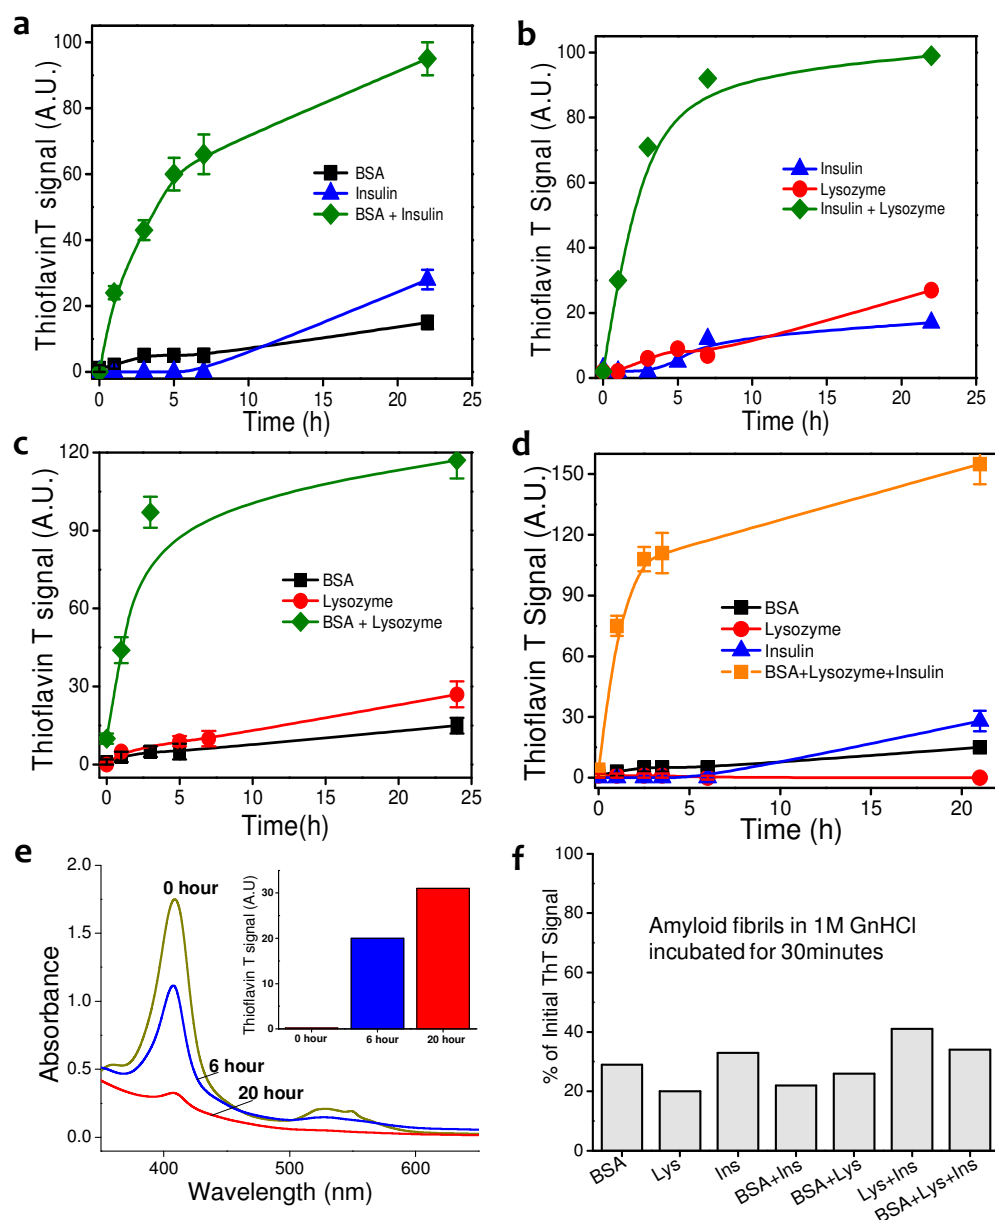 a
Thioflavin T signal (A.U.)
100
80
60
40
20
0
BSA
Insulin
BSA + Insulin
0 5 10 15 20 25
Time (h)
b
Thioflavin T Signal (A.U.)
100
80
60
40
20
0
Insulin
Lysozyme
Insulin + Lysozyme
0 5 10 15 20 25
Time (h)
c
Thioflavin T signal (A.U.)
120
90
60
30
0
BSA
Lysozyme
BSA + Lysozyme
0 5 10 15 20 25
Time(h)
d
Thioflavin T Signal (A.U.)
150
120
90
60
30
0
BSA
Lysozyme
Insulin
BSA+Lysozyme+Insulin
0 5 10 15 20
Time (h)
e
Absorbance
2.0
1.5
1.0
0.5
0.0
0 hour
6 hour
20 hour
400 500 600
Wavelength (nm)
Thioflavin T signal (A.U)
30
20
10
0
0 hour 6 hour 20 hour
f
% of Initial ThT Signal
100
80
60
40
20
0
Amyloid fibrils in 1M GnHCl
incubated for 30minutes
BSA
Lys
Ins
BSA+Ins
BSA+Lys
Lys+Ins
BSA+Lys+Ins